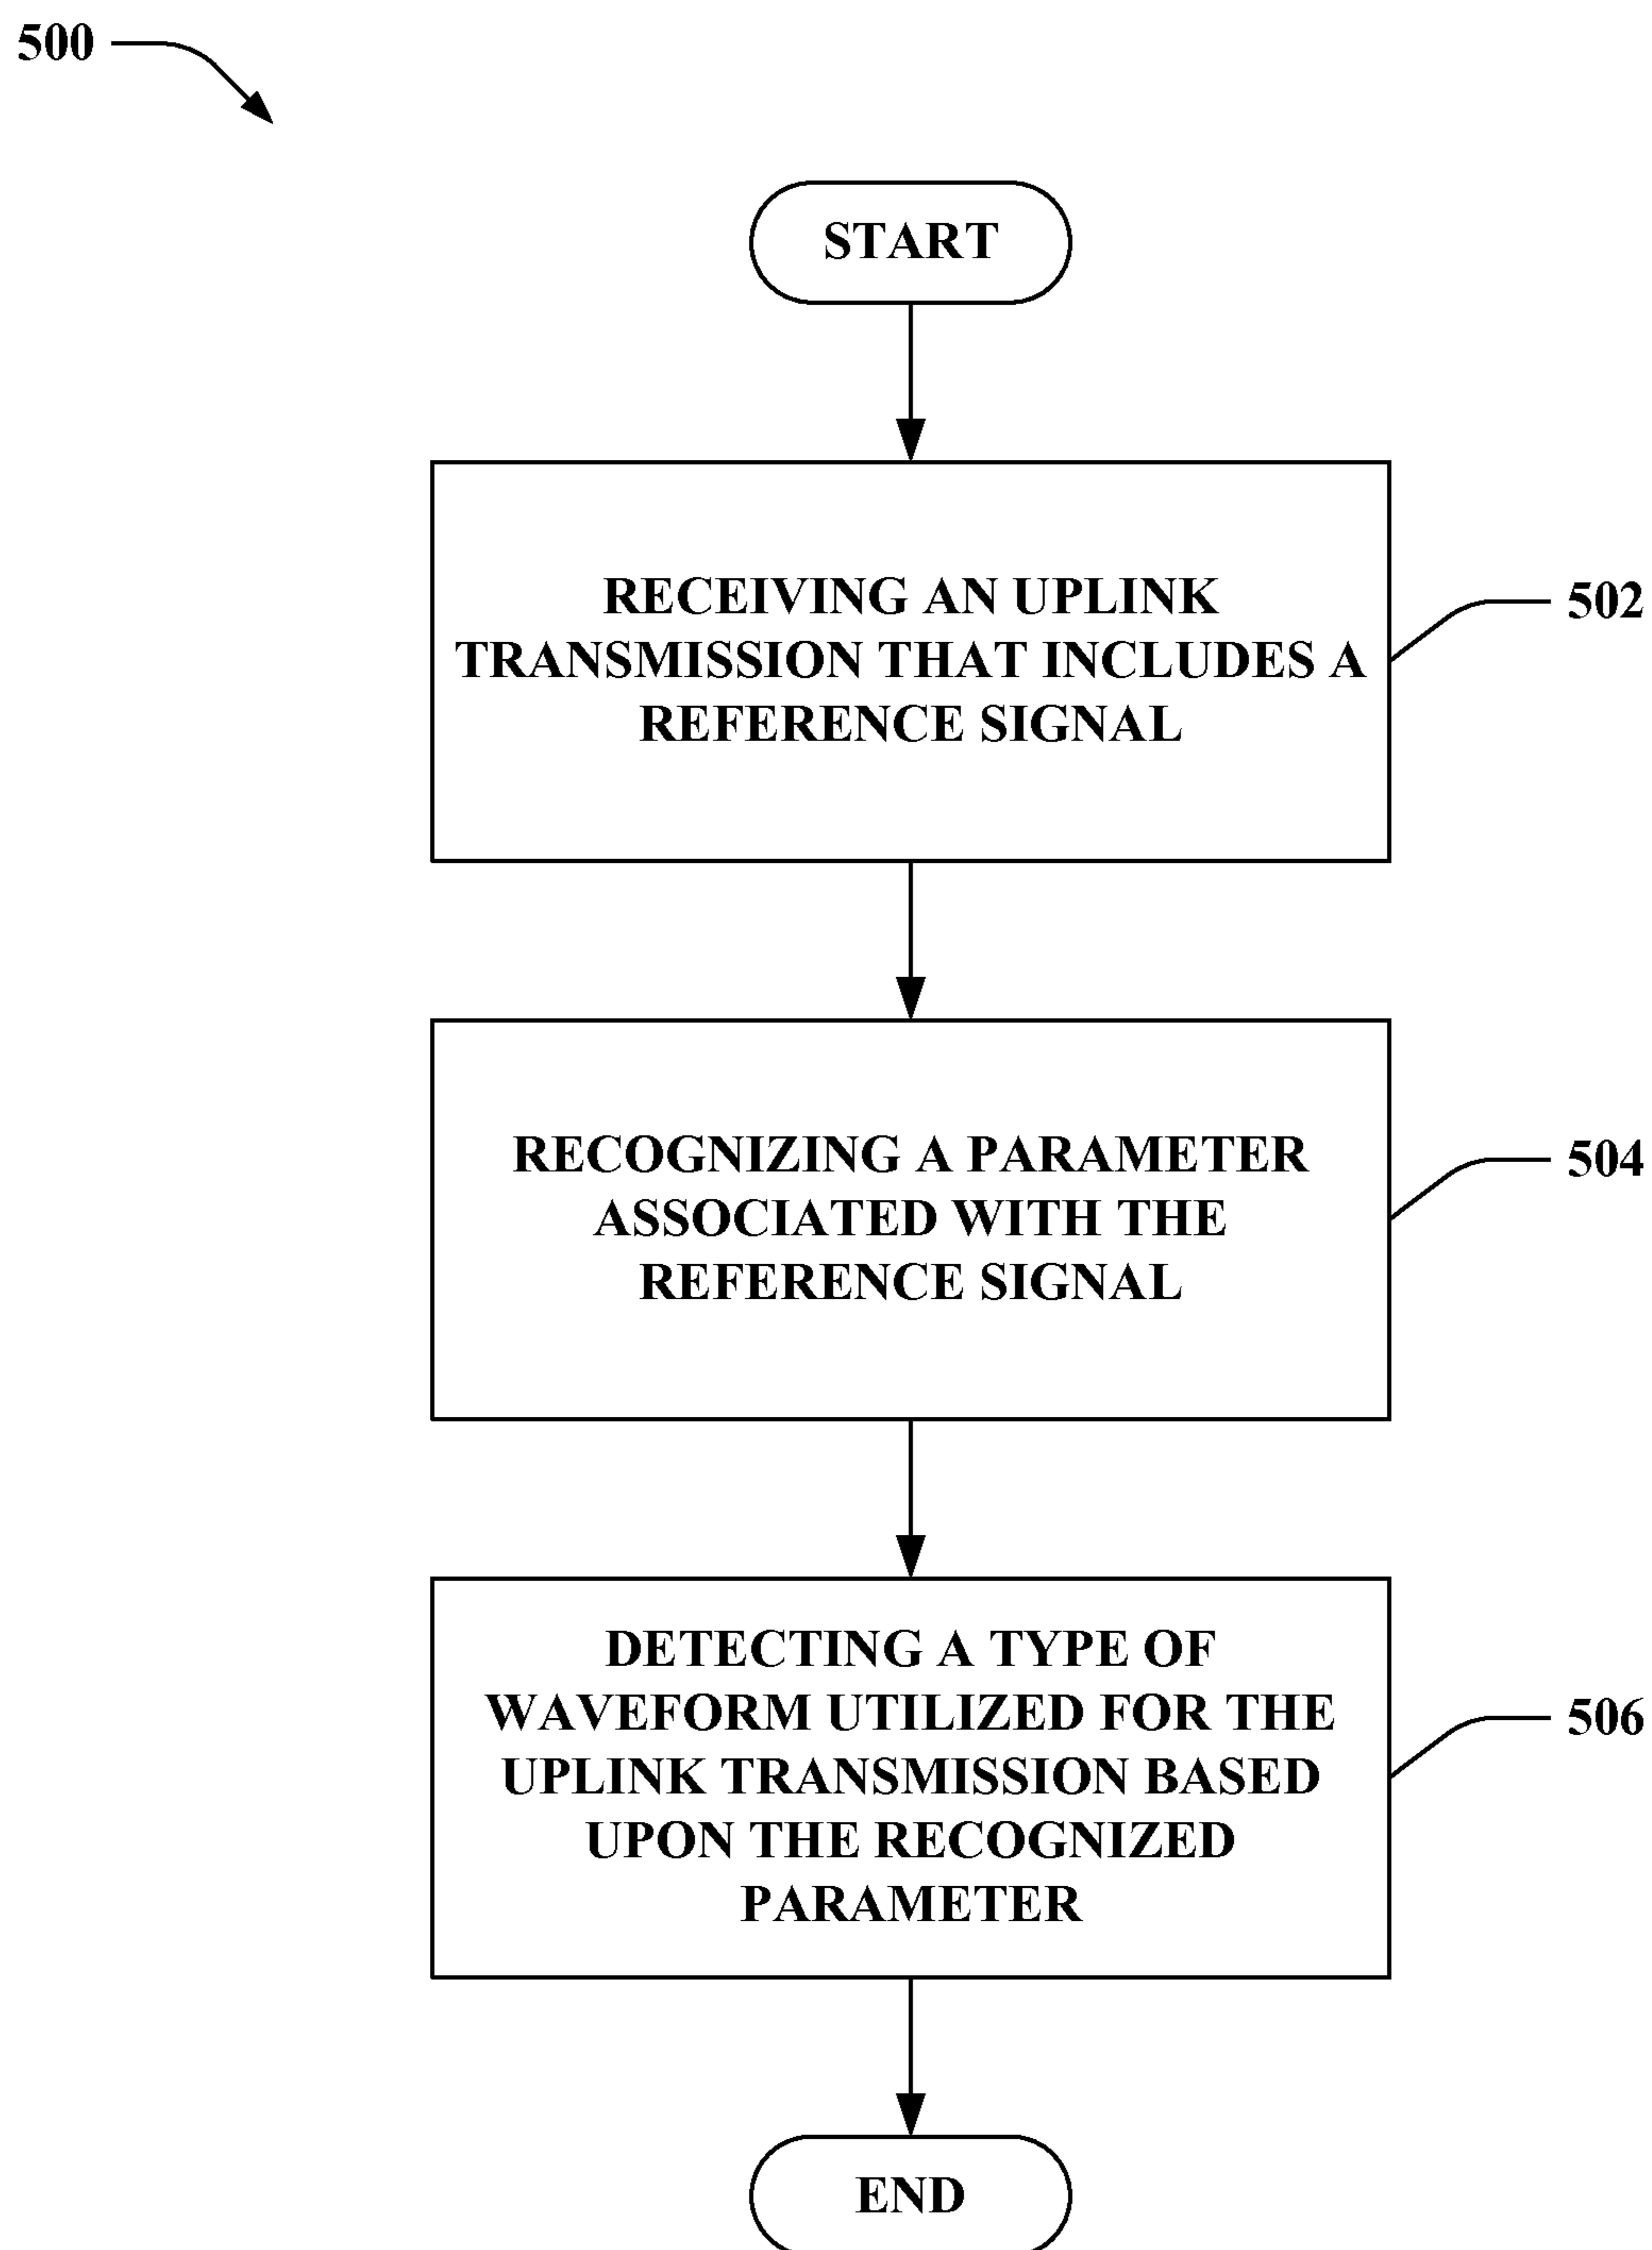 500
START
RECEIVING AN UPLINK
TRANSMISSION THAT INCLUDES A
REFERENCE SIGNAL
502
RECOGNIZING A PARAMETER
ASSOCIATED WITH THE
REFERENCE SIGNAL
504
DETECTING A TYPE OF
WAVEFORM UTILIZED FOR THE
UPLINK TRANSMISSION BASED
UPON THE RECOGNIZED
PARAMETER
506
END